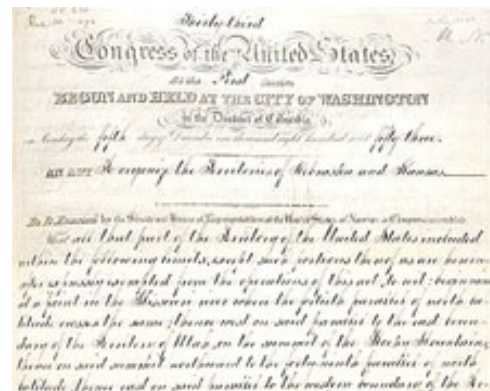 Thirty third
Congress of the United States;
At the First Session
BEGUN AND HELD AT THE CITY OF WASHINGTON
in the District of Columbia
on Monday the fifth day of December one thousand eight hundred and fifty three.
AN ACT To organize the Territories of Nebraska and Kansas
Be it Enacted by the Senate and House of Representatives of the United States of America in Congress assembled
That all that part of the Territory of the United States included
within the following limits, except such portions thereof as are herein
after expressly exempted from the operations of this act, to wit: beginning
at a point in the Missouri river where the fortieth parallel of north
latitude crosses the same; thence west on said parallel to the east
dary of the Territory of Utah, on the summit of the Rocky Mountains;
thence on said summit northward to the forty ninth parallel of north
latitude; thence east on said parallel to the western boundary of the